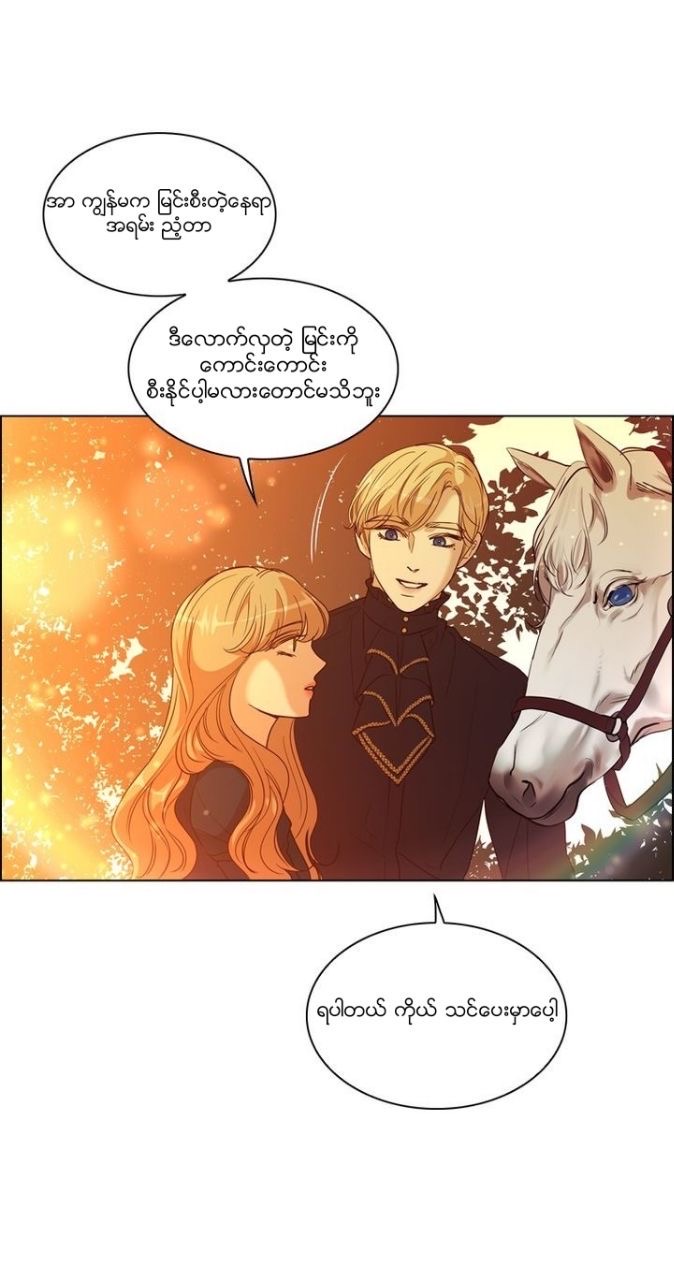 အာ ကျွန်မက မြင်းစီးတဲ့နေရာ
အရမ်း ညံ့တာ
ဒီလောက်လှတဲ့ မြင်းကို
ကောင်းကောင်း
စီးနိုင်ပါ့မလားတောင်မသိဘူး
ရပါတယ် ကိုယ် သင်ပေးမှာပေါ့